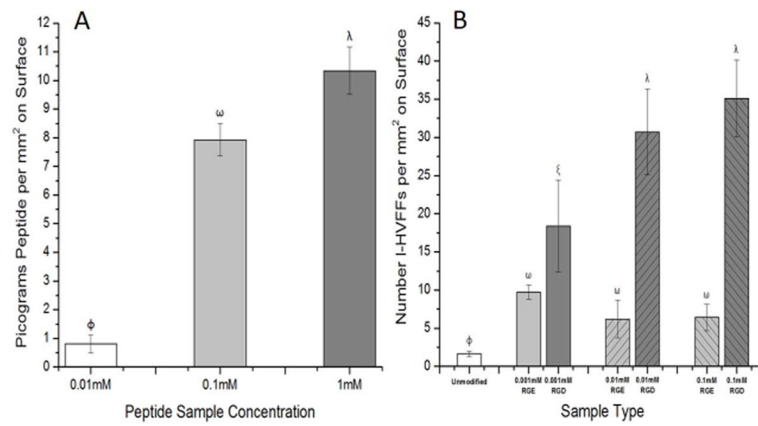 A
Picograms Peptide per mm² on Surface
12
11
10
9
8
7
6
5
4
3
2
1
0
ϕ
ω
λ
0.01mM 0.1mM 1mM
Peptide Sample Concentration
B
Number I-HVFFs per mm² on Surface
45
40
35
30
25
20
15
10
5
0
ϕ
ω
ξ
ω
λ
ω
λ
Unmodified
0.001mM RGE
0.001mM RGD
0.01mM RGE
0.01mM RGD
0.1mM RGE
0.1mM RGD
Sample Type